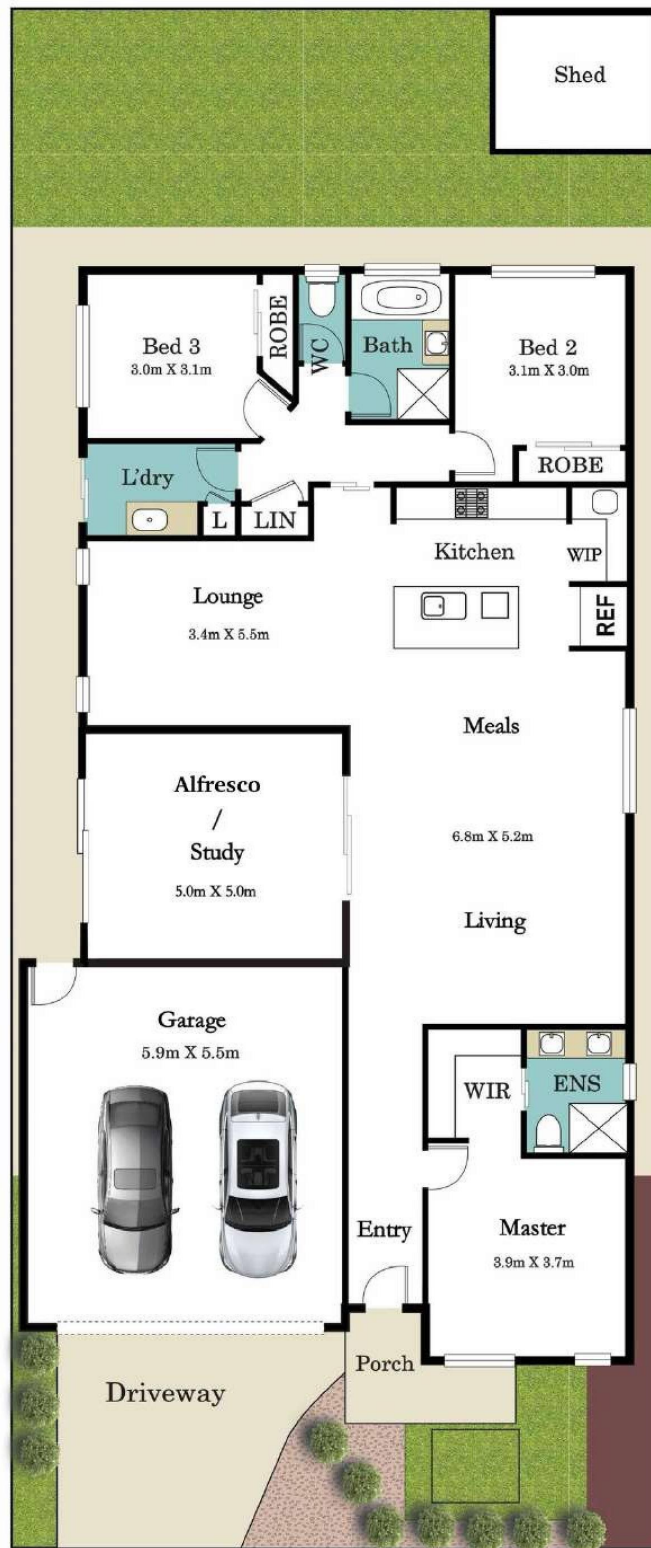 Shed
Bed 3
3.0m X 3.1m
ROBE
WC
Bath
Bed 2
3.1m X 3.0m
ROBE
L'dry
L
LIN
Kitchen
WIP
REF
Lounge
3.4m X 5.5m
Meals
6.8m X 5.2m
Living
Alfresco
/
Study
5.0m X 5.0m
Garage
5.9m X 5.5m
WIR
ENS
Entry
Master
3.9m X 3.7m
Porch
Driveway